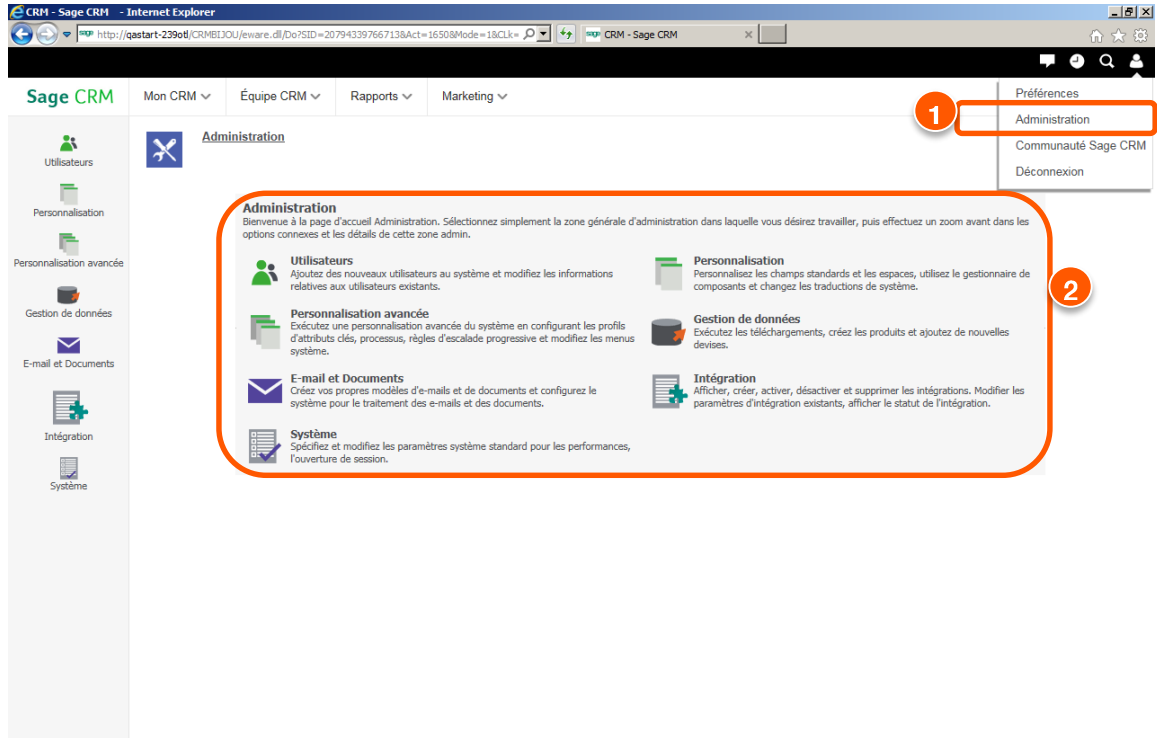 CRM - Sage CRM - Internet Explorer
http://qastart-239otl/CRMBIJOU/eware.dll/Do?SID=20794339766713&Act=1650&Mode=1&CLk=
CRM - Sage CRM
Sage CRM
Mon CRM
Équipe CRM
Rapports
Marketing
Préférences
1
Administration
Communauté Sage CRM
Déconnexion
Utilisateurs
Personnalisation
Personnalisation avancée
Gestion de données
E-mail et Documents
Intégration
Système
Administration
Administration
Bienvenue à la page d'accueil Administration. Sélectionnez simplement la zone générale d'administration dans laquelle vous désirez travailler, puis effectuez un zoom avant dans les
options connexes et les détails de cette zone admin.
Utilisateurs
Ajoutez des nouveaux utilisateurs au système et modifiez les informations
relatives aux utilisateurs existants.
Personnalisation
Personnalisez les champs standards et les espaces, utilisez le gestionnaire de
composants et changez les traductions de système.
2
Personnalisation avancée
Exécutez une personnalisation avancée du système en configurant les profils
d'attributs clés, processus, règles d'escalade progressive et modifiez les menus
système.
Gestion de données
Exécutez les téléchargements, créez les produits et ajoutez de nouvelles
devises.
E-mail et Documents
Créez vos propres modèles d'e-mails et de documents et configurez le
système pour le traitement des e-mails et des documents.
Intégration
Afficher, créer, activer, désactiver et supprimer les intégrations. Modifier les
paramètres d'intégration existants, afficher le statut de l'intégration.
Système
Spécifiez et modifiez les paramètres système standard pour les performances,
l'ouverture de session.